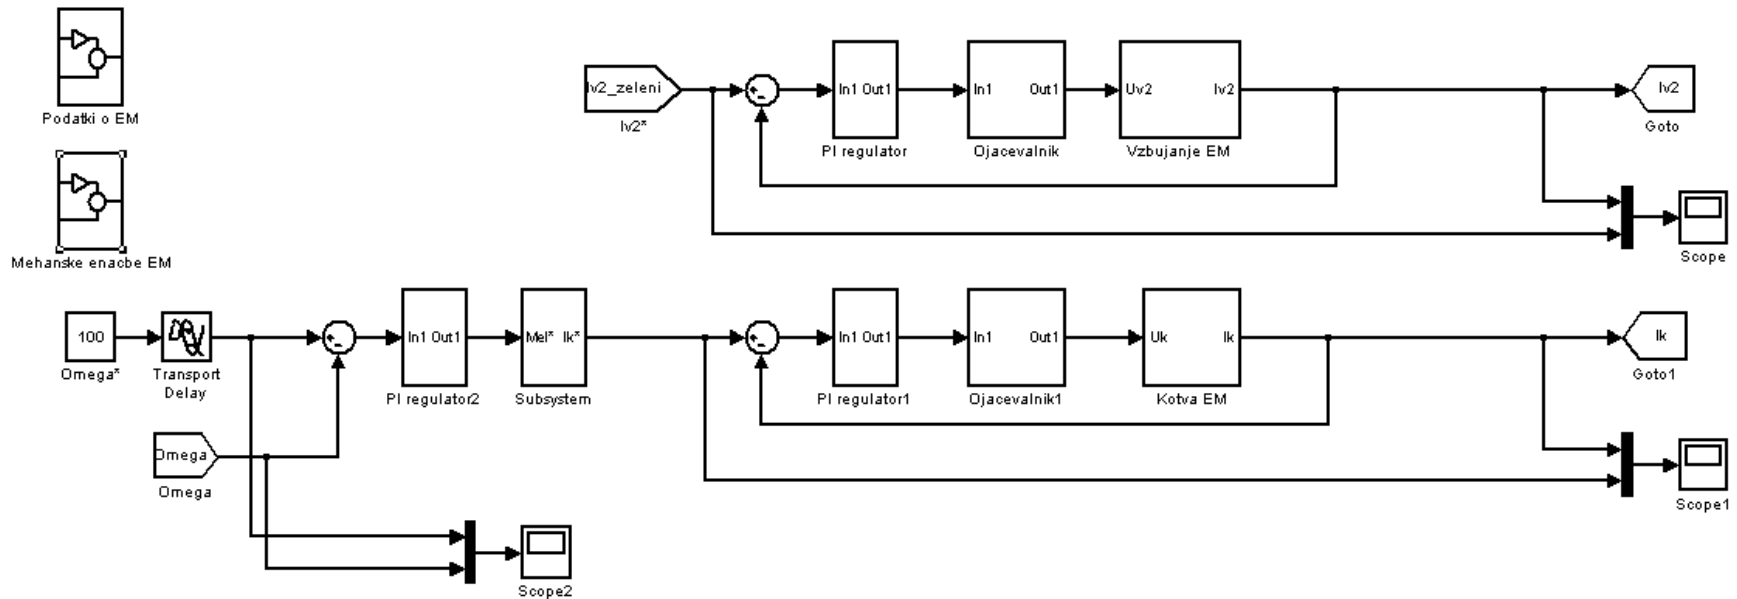 Podatki o EM
Mehanske enacbe EM
Iv2_zeleni
Iv2*
+
-
In1 Out1
PI regulator
In1 Out1
Ojacevalnik
Uv2 Iv2
Vzbujanje EM
Iv2
Goto
Scope
100
Omega*
Transport
Delay
+
-
In1 Out1
PI regulator2
Mel* Ik*
Subsystem
+
-
In1 Out1
PI regulator1
In1 Out1
Ojacevalnik1
Uk Ik
Kotva EM
Ik
Goto1
Scope1
Omega
Omega
Scope2